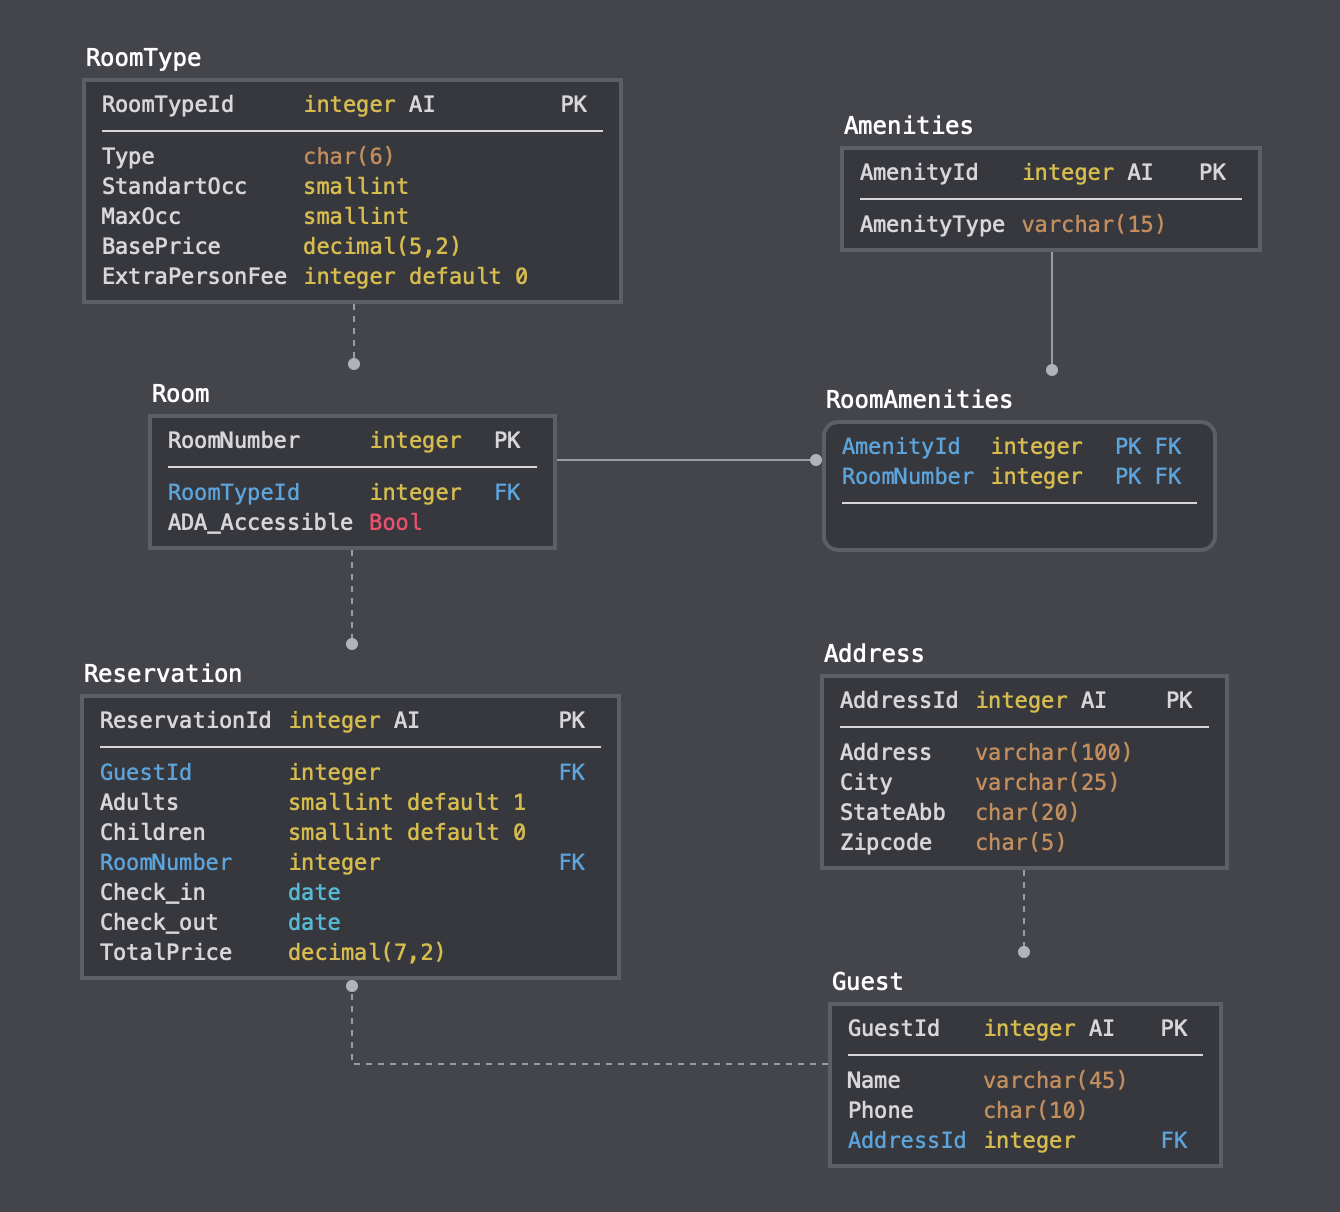 RoomType
RoomTypeId integer AI PK
Type char(6)
StandartOcc smallint
MaxOcc smallint
BasePrice decimal(5,2)
ExtraPersonFee integer default 0
Amenities
AmenityId integer AI PK
AmenityType varchar(15)
Room
RoomNumber integer PK
RoomTypeId integer FK
ADA_Accessible Bool
RoomAmenities
AmenityId integer PK FK
RoomNumber integer PK FK
Reservation
ReservationId integer AI PK
GuestId integer FK
Adults smallint default 1
Children smallint default 0
RoomNumber integer FK
Check_in date
Check_out date
TotalPrice decimal(7,2)
Address
AddressId integer AI PK
Address varchar(100)
City varchar(25)
StateAbb char(20)
Zipcode char(5)
Guest
GuestId integer AI PK
Name varchar(45)
Phone char(10)
AddressId integer FK